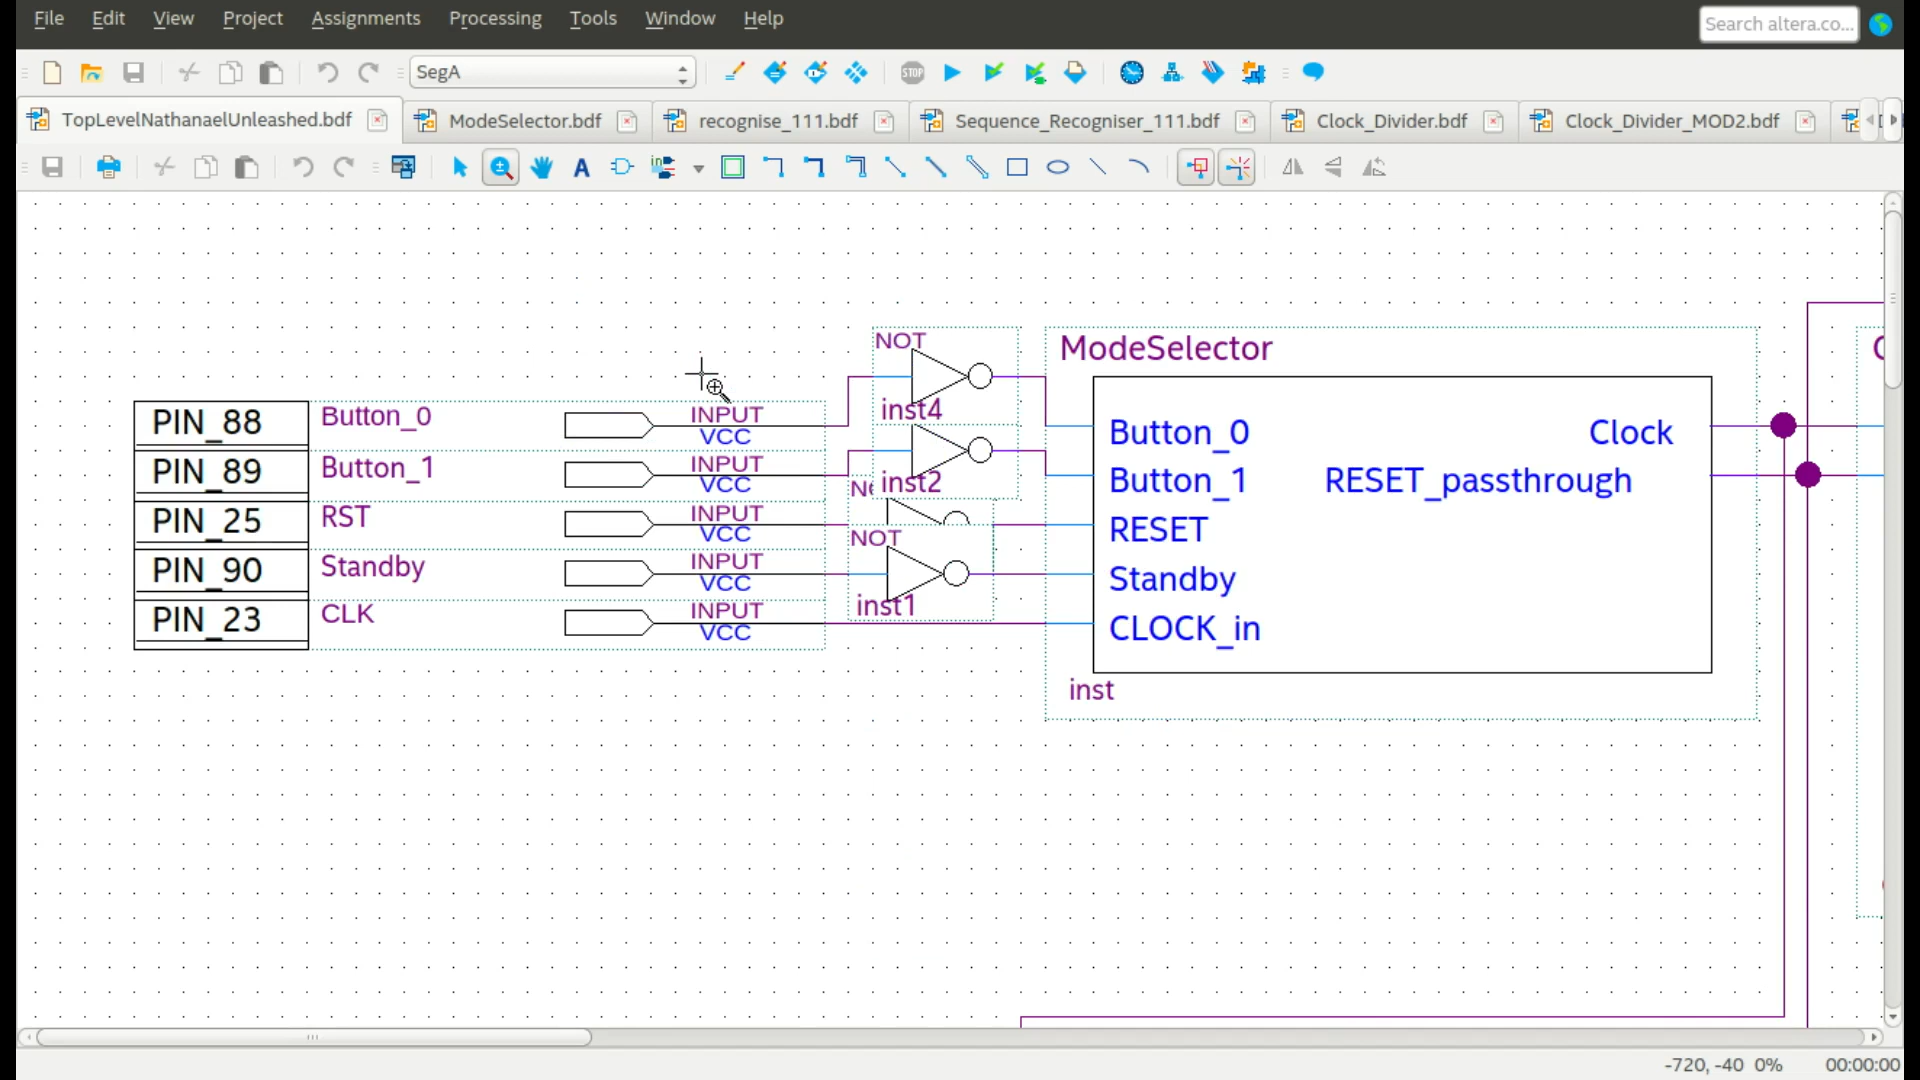 File Edit View Project Assignments Processing Tools Window Help
Search altera.co...
SegA
STOP
TopLevelNathanaelUnleashed.bdf ModeSelector.bdf recognise_111.bdf Sequence_Recogniser_111.bdf Clock_Divider.bdf Clock_Divider_MOD2.bdf
A
NOT
inst4
ModeSelector
PIN_88 Button_0 INPUT VCC
PIN_89 Button_1 INPUT VCC
PIN_25 RST INPUT VCC
PIN_90 Standby INPUT VCC
PIN_23 CLK INPUT VCC
inst2
NOT
inst1
Button_0 Clock
Button_1 RESET_passthrough
RESET
Standby
CLOCK_in
inst
-720, -40 0% 00:00:00